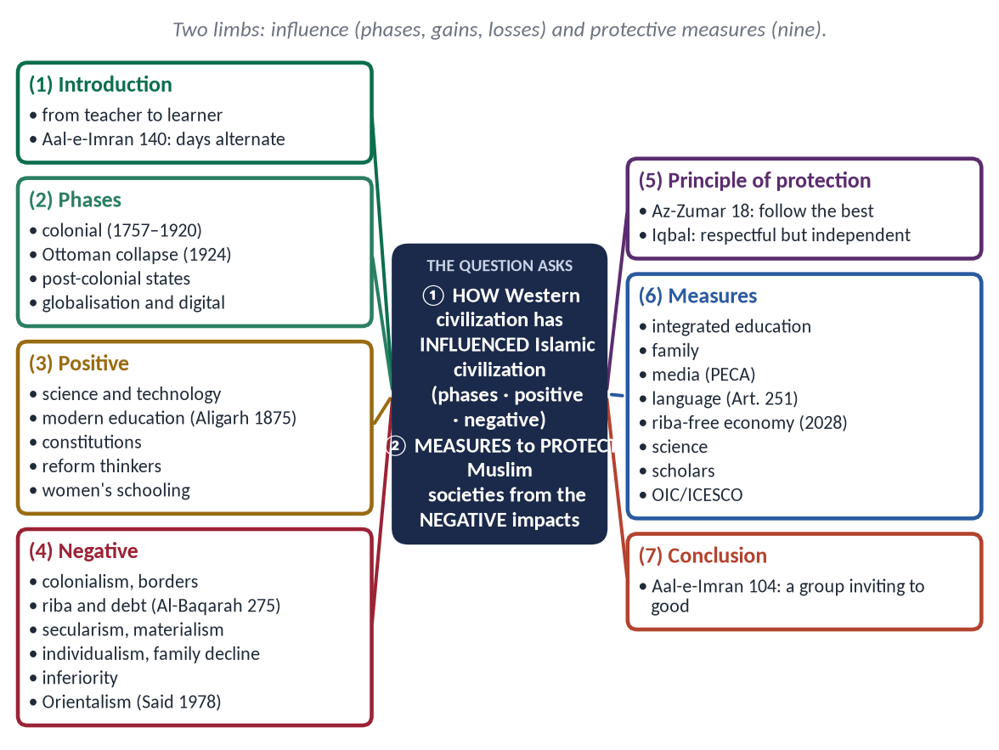 Two limbs: influence (phases, gains, losses) and protective measures (nine).
(1) Introduction
• from teacher to learner
• Aal-e-Imran 140: days alternate
(2) Phases
• colonial (1757–1920)
• Ottoman collapse (1924)
• post-colonial states
• globalisation and digital
(3) Positive
• science and technology
• modern education (Aligarh 1875)
• constitutions
• reform thinkers
• women's schooling
(4) Negative
• colonialism, borders
• riba and debt (Al-Baqarah 275)
• secularism, materialism
• individualism, family decline
• inferiority
• Orientalism (Said 1978)
THE QUESTION ASKS
① HOW Western
civilization has
INFLUENCED Islamic
civilization
(phases · positive
· negative)
② MEASURES to PROTECT
Muslim
societies from the
NEGATIVE impacts
(5) Principle of protection
• Az-Zumar 18: follow the best
• Iqbal: respectful but independent
(6) Measures
• integrated education
• family
• media (PECA)
• language (Art. 251)
• riba-free economy (2028)
• science
• scholars
• OIC/ICESCO
(7) Conclusion
• Aal-e-Imran 104: a group inviting to
good